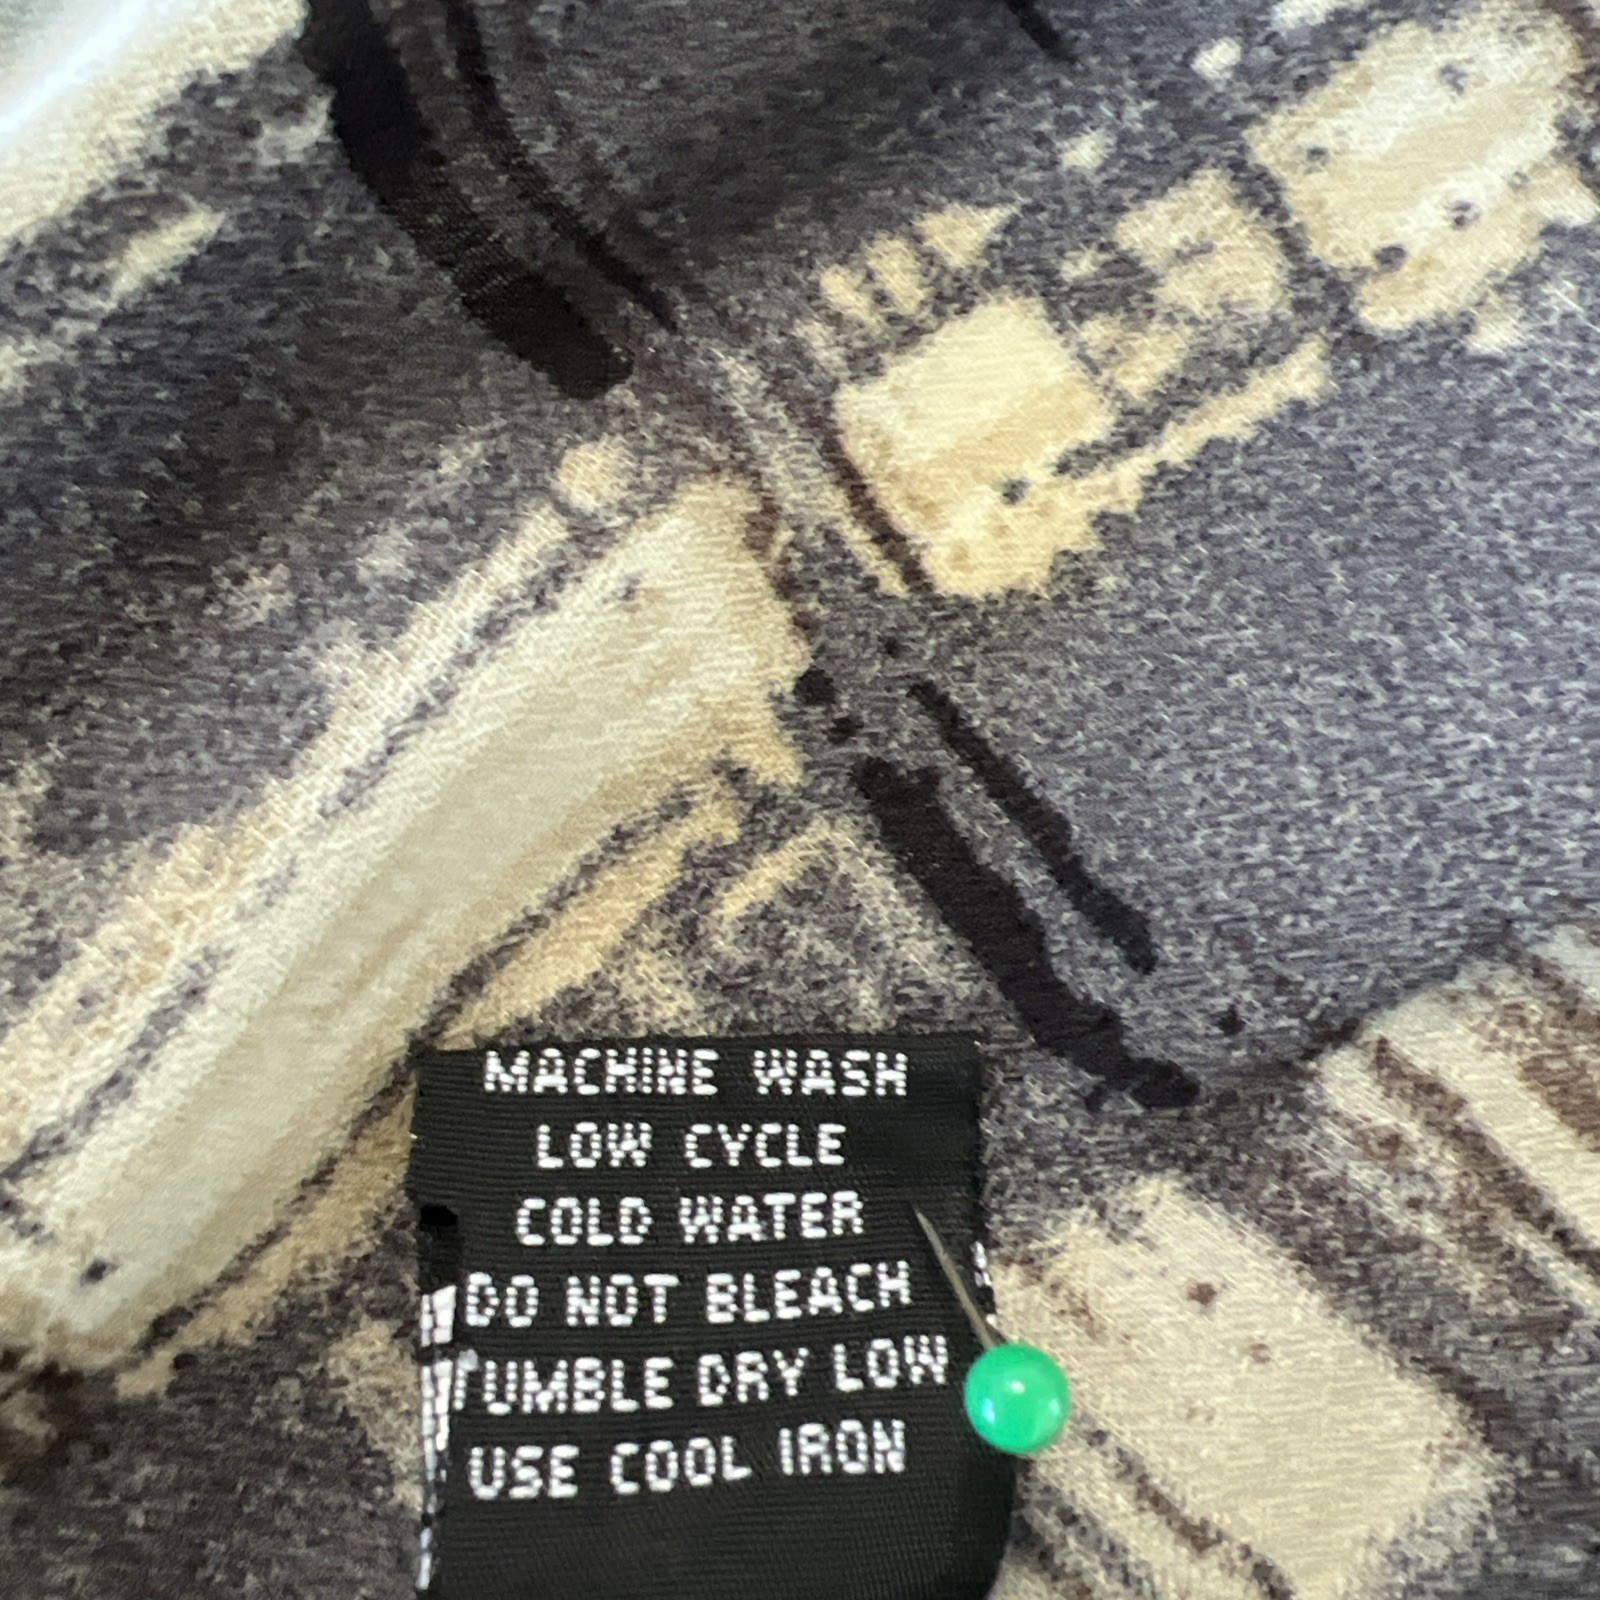 MACHINE WASH
LOW CYCLE
COLD WATER
DO NOT BLEACH
TUMBLE DRY LOW
USE COOL IRON